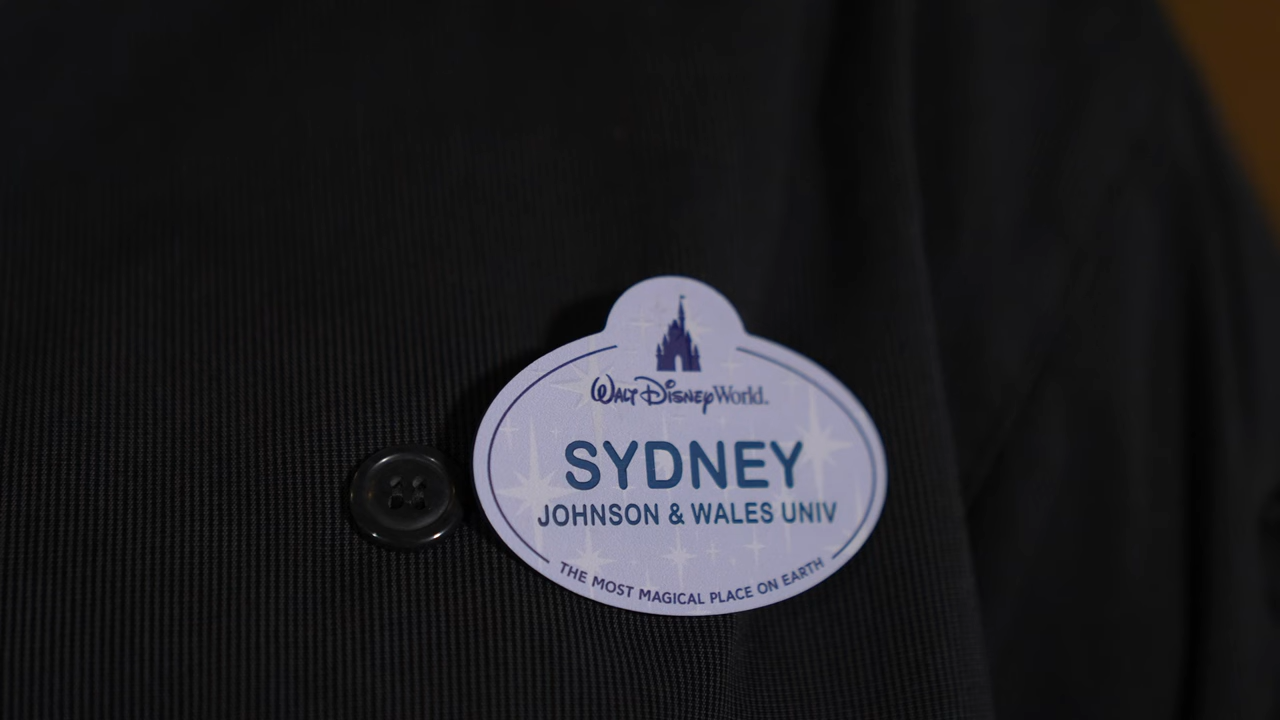 WALT DISNEY World.
SYDNEY
JOHNSON & WALES UNIV
THE MOST MAGICAL PLACE ON EARTH